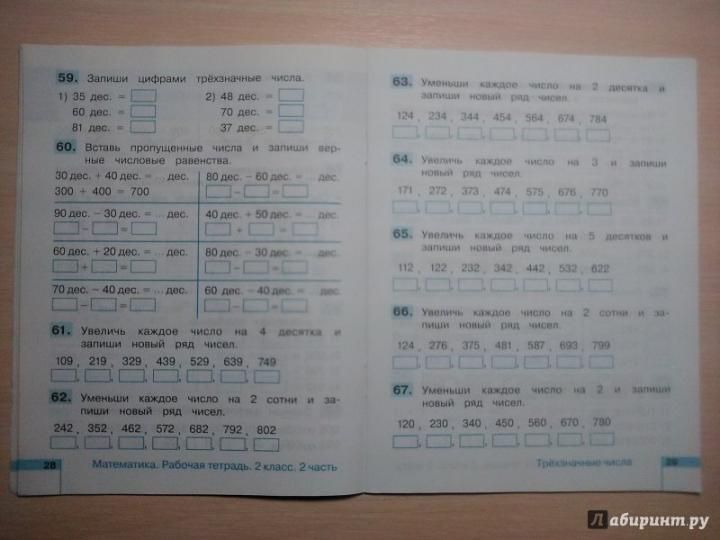 59. Запиши цифрами трёхзначные числа.
1) 35 дес. = 2) 48 дес. =
60 дес. = 70 дес. =
81 дес. = 37 дес. =
60. Вставь пропущенные числа и запиши вер-
ные числовые равенства.
30 дес. + 40 дес. = ... дес. 80 дес. − 60 дес. = ... дес.
300 + 400 = 700 − =
90 дес. − 30 дес. = ... дес. 40 дес. + 50 дес. = ... дес.
− = + =
60 дес. + 20 дес. = ... дес. 80 дес. − 30 дес. = ... дес.
+ = − =
70 дес. − 40 дес. = ... дес. 60 дес. − 40 дес. = ... дес.
− = − =
61. Увеличь каждое число на 4 десятка и
запиши новый ряд чисел.
109, 219, 329, 439, 529, 639, 749
, , , , , ,
62. Уменьши каждое число на 2 сотни и за-
пиши новый ряд чисел.
242, 352, 462, 572, 682, 792, 802
, , , , , ,
28 Математика. Рабочая тетрадь. 2 класс. 2 часть
63. Уменьши каждое число на 2 десятка и
запиши новый ряд чисел.
124, 234, 344, 454, 564, 674, 784
, , , , , ,
64. Увеличь каждое число на 3 и запиши
новый ряд чисел.
171, 272, 373, 474, 575, 676, 770
, , , , , ,
65. Увеличь каждое число на 5 десятков и
запиши новый ряд чисел.
112, 122, 232, 342, 442, 532, 622
, , , , , ,
66. Увеличь каждое число на 2 сотни и за-
пиши новый ряд чисел.
124, 276, 375, 481, 587, 693, 799
, , , , , ,
67. Уменьши каждое число на 2 и запиши
новый ряд чисел.
120, 230, 340, 450, 560, 670, 780
, , , , , ,
Трёхзначные числа 29
Лабиринт.ру